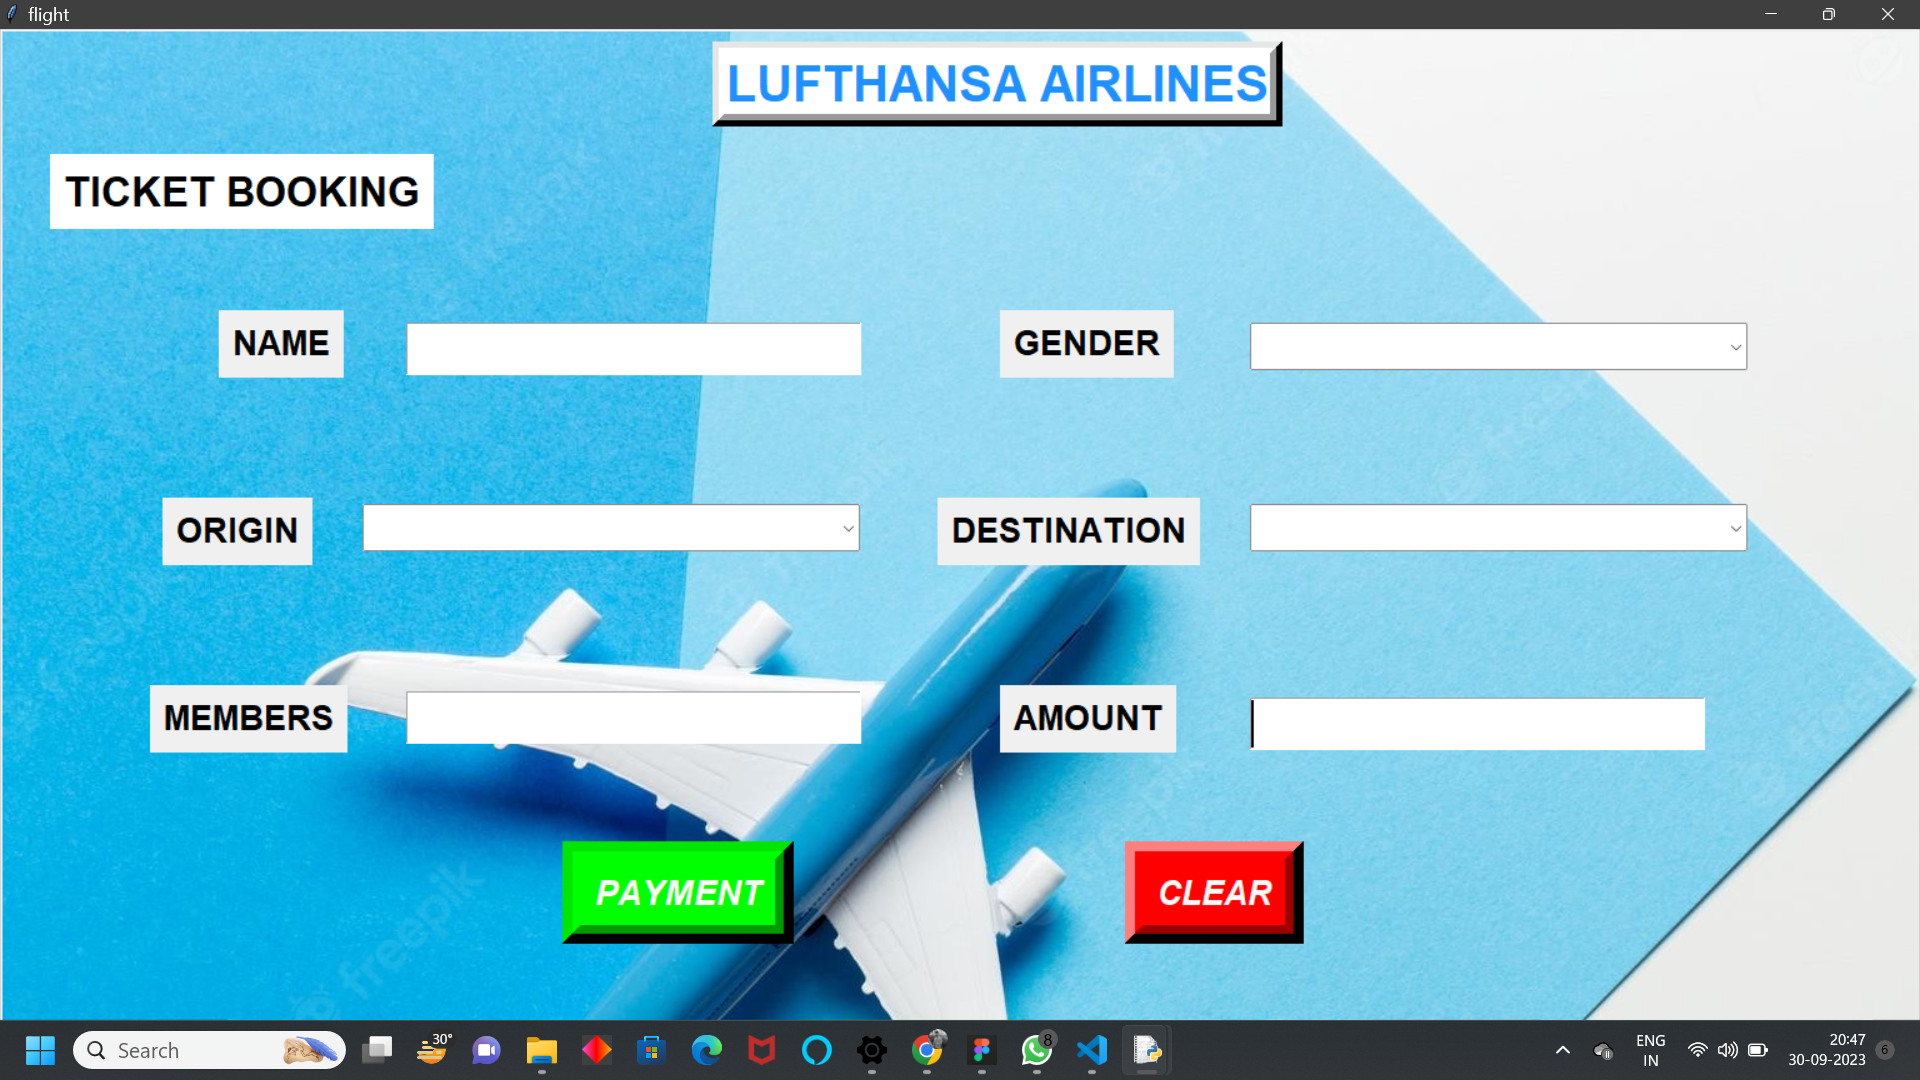 flight
LUFTHANSA AIRLINES
TICKET BOOKING
NAME
GENDER
ORIGIN
DESTINATION
MEMBERS
AMOUNT
PAYMENT
CLEAR
freepik
Search
30°
8
ENG
IN
20:47
30-09-2023
6